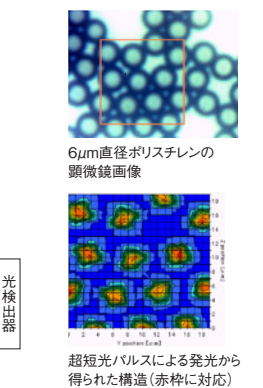 6μm直径ポリスチレンの
顕微鏡画像
光検出器
Y position [μm]
超短光パルスによる発光から
得られた構造（赤枠に対応）